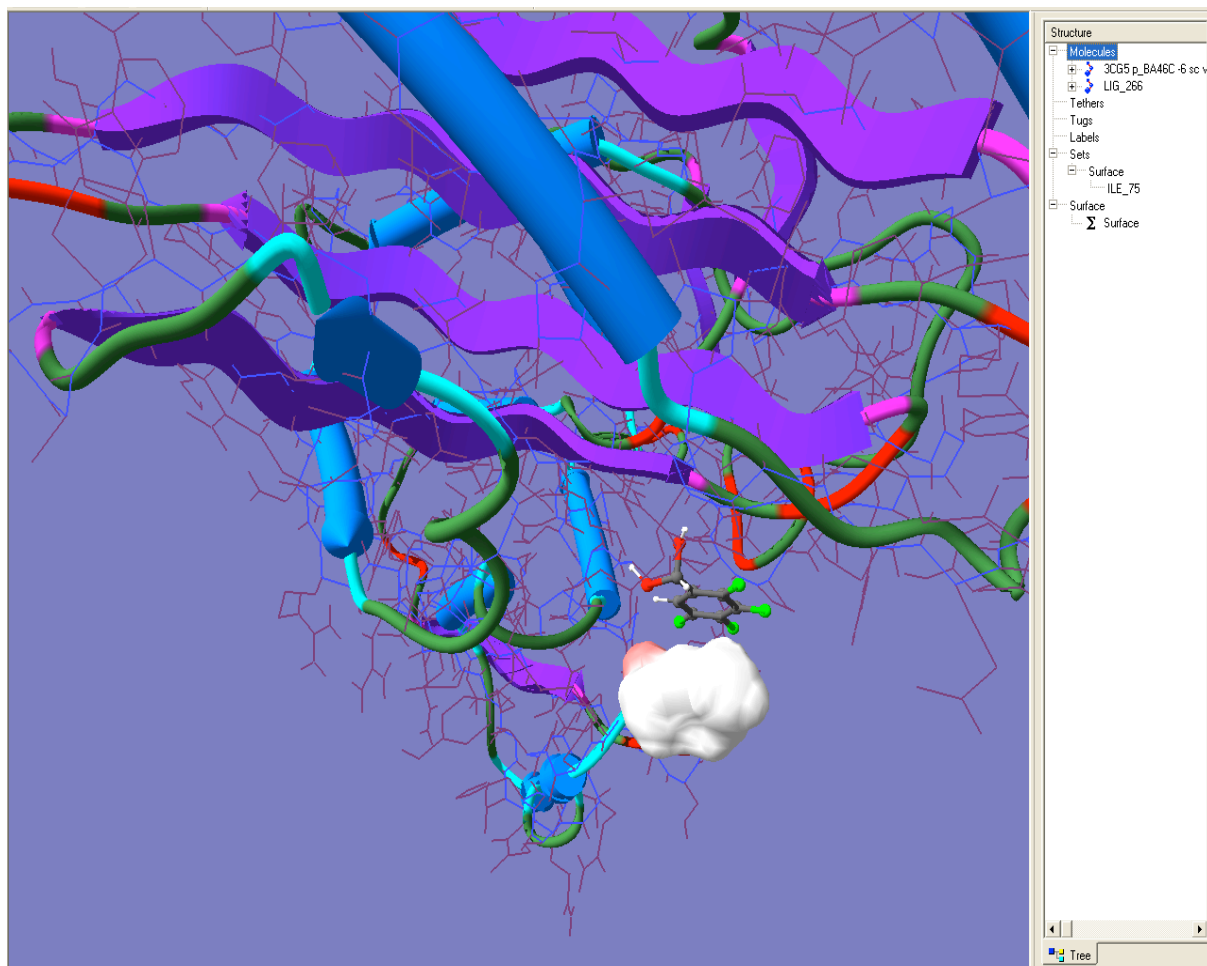 Structure
Molecules
3CG5 p_BA46C -6 sc v
LIG_266
Tethers
Tugs
Labels
Sets
Surface
ILE_75
Surface
Σ Surface
Tree